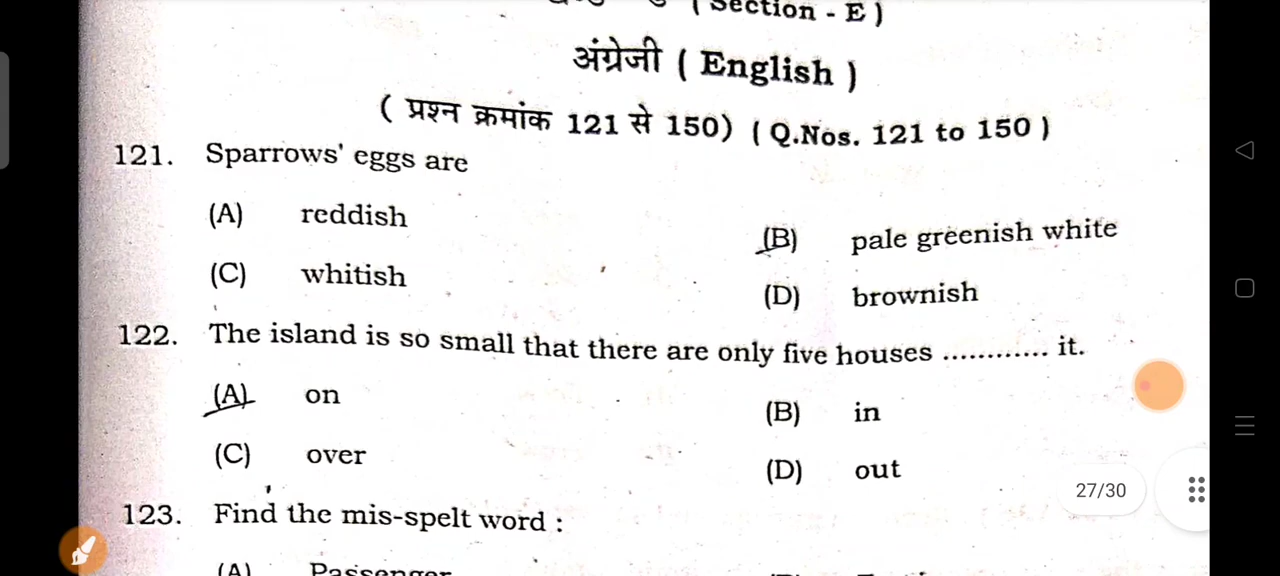 ( Section - E )
अंग्रेजी ( English )
( प्रश्न क्रमांक 121 से 150) ( Q.Nos. 121 to 150 )
121. Sparrows' eggs are
(A) reddish (B) pale greenish white
(C) whitish (D) brownish
122. The island is so small that there are only five houses ............ it.
(A) on (B) in
(C) over (D) out
27/30
123. Find the mis-spelt word :
(A) Passenger